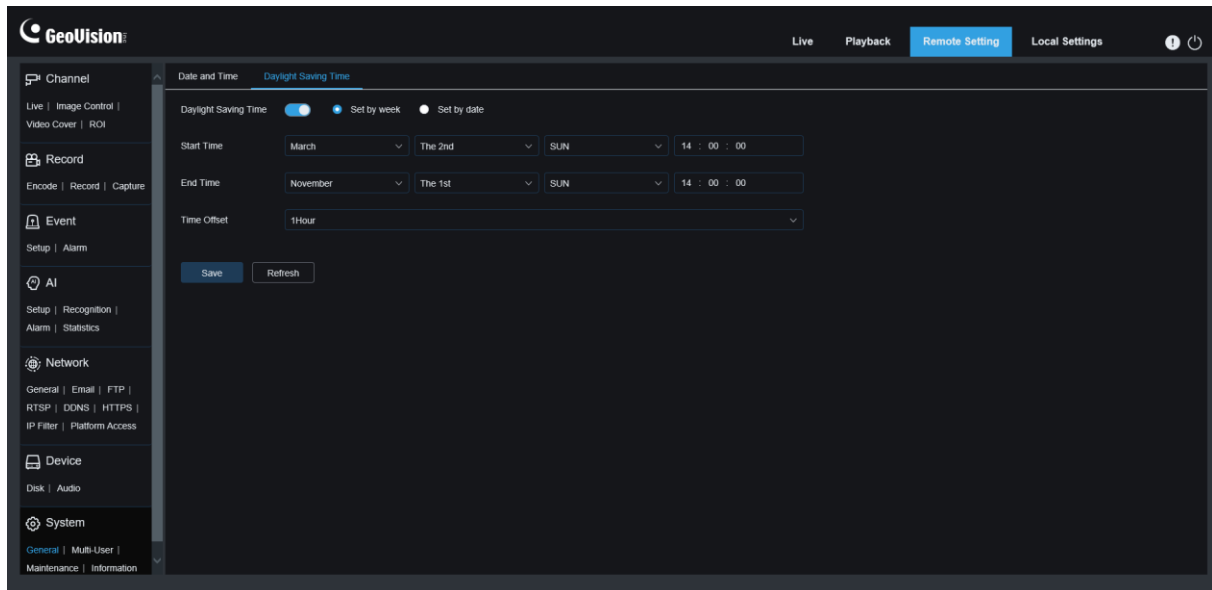 GeoVision
Live Playback Remote Setting Local Settings
Channel
Live | Image Control |
Video Cover | ROI
Record
Encode | Record | Capture
Event
Setup | Alarm
AI
Setup | Recognition |
Alarm | Statistics
Network
General | Email | FTP |
RTSP | DDNS | HTTPS |
IP Filter | Platform Access
Device
Disk | Audio
System
General | Multi-User |
Maintenance | Information
Date and Time Daylight Saving Time
Daylight Saving Time Set by week Set by date
Start Time March The 2nd SUN 14 : 00 : 00
End Time November The 1st SUN 14 : 00 : 00
Time Offset 1Hour
Save Refresh